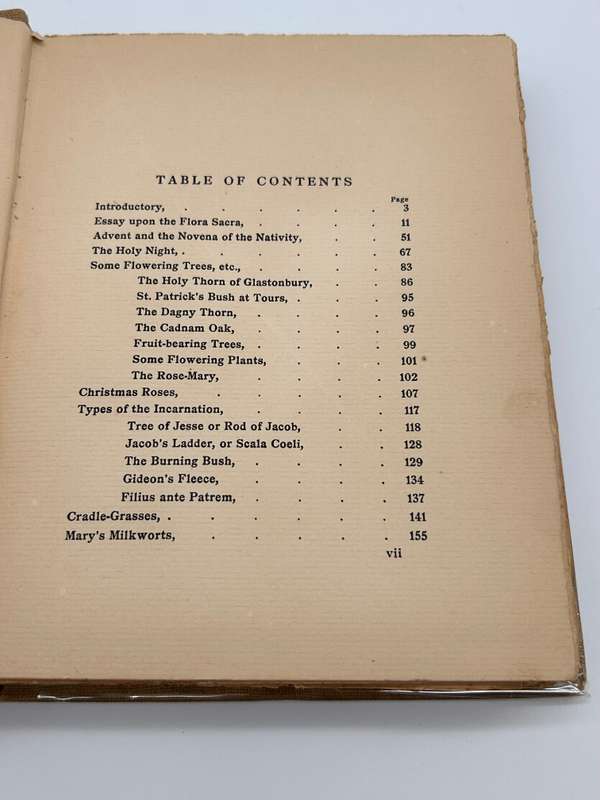 TABLE OF CONTENTS
Page
Introductory, . . . . . . 3
Essay upon the Flora Sacra, . . . . 11
Advent and the Novena of the Nativity, . . 51
The Holy Night, . . . . . . 67
Some Flowering Trees, etc., . . . . 83
The Holy Thorn of Glastonbury, . . 86
St. Patrick's Bush at Tours, . . . 95
The Dagny Thorn, . . . . 96
The Cadnam Oak, . . . . 97
Fruit-bearing Trees, . . . . 99
Some Flowering Plants, . . . 101
The Rose-Mary, . . . . 102
Christmas Roses, . . . . . 107
Types of the Incarnation, . . . . 117
Tree of Jesse or Rod of Jacob, . . 118
Jacob's Ladder, or Scala Coeli, . . 128
The Burning Bush, . . . . 129
Gideon's Fleece, . . . . 134
Filius ante Patrem, . . . . 137
Cradle-Grasses, . . . . . . 141
Mary's Milkworts, . . . . . 155
vii